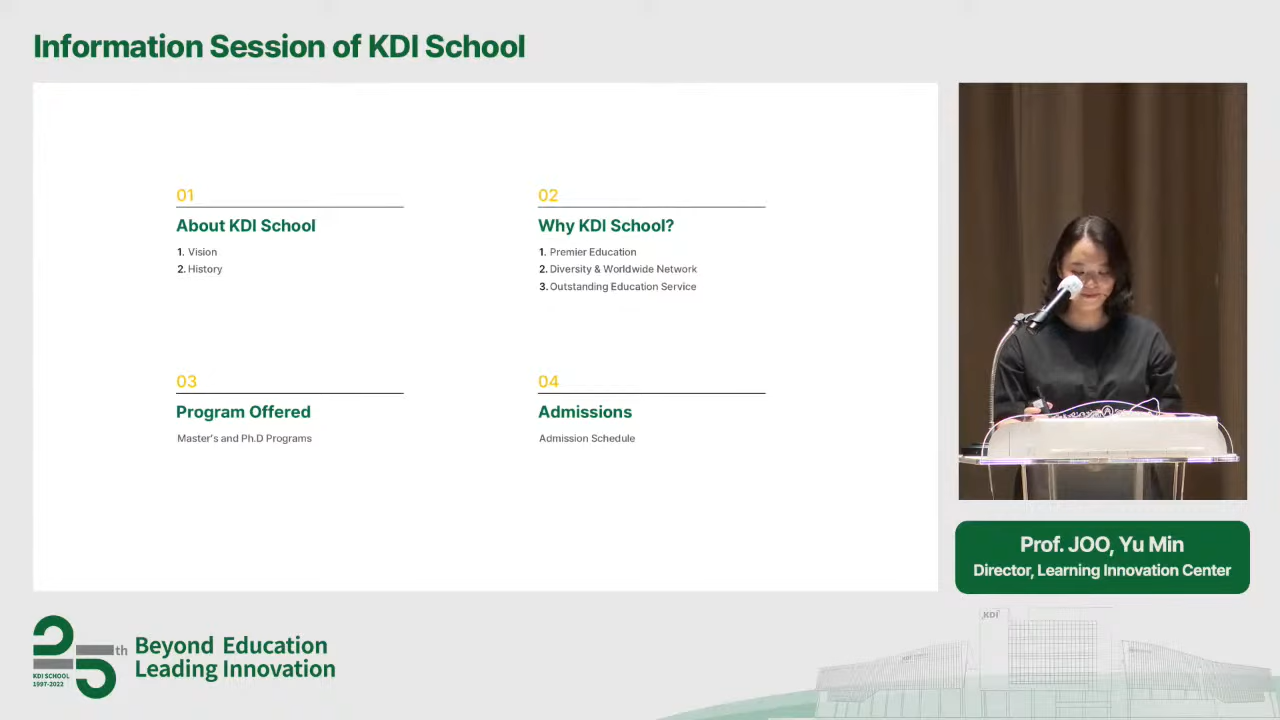 Information Session of KDI School
01
About KDI School
1. Vision
2. History
02
Why KDI School?
1. Premier Education
2. Diversity & Worldwide Network
3. Outstanding Education Service
03
Program Offered
Master's and Ph.D Programs
04
Admissions
Admission Schedule
Prof. JOO, Yu Min
Director, Learning Innovation Center
25th
KDI SCHOOL
1997-2022
Beyond Education
Leading Innovation
KDI